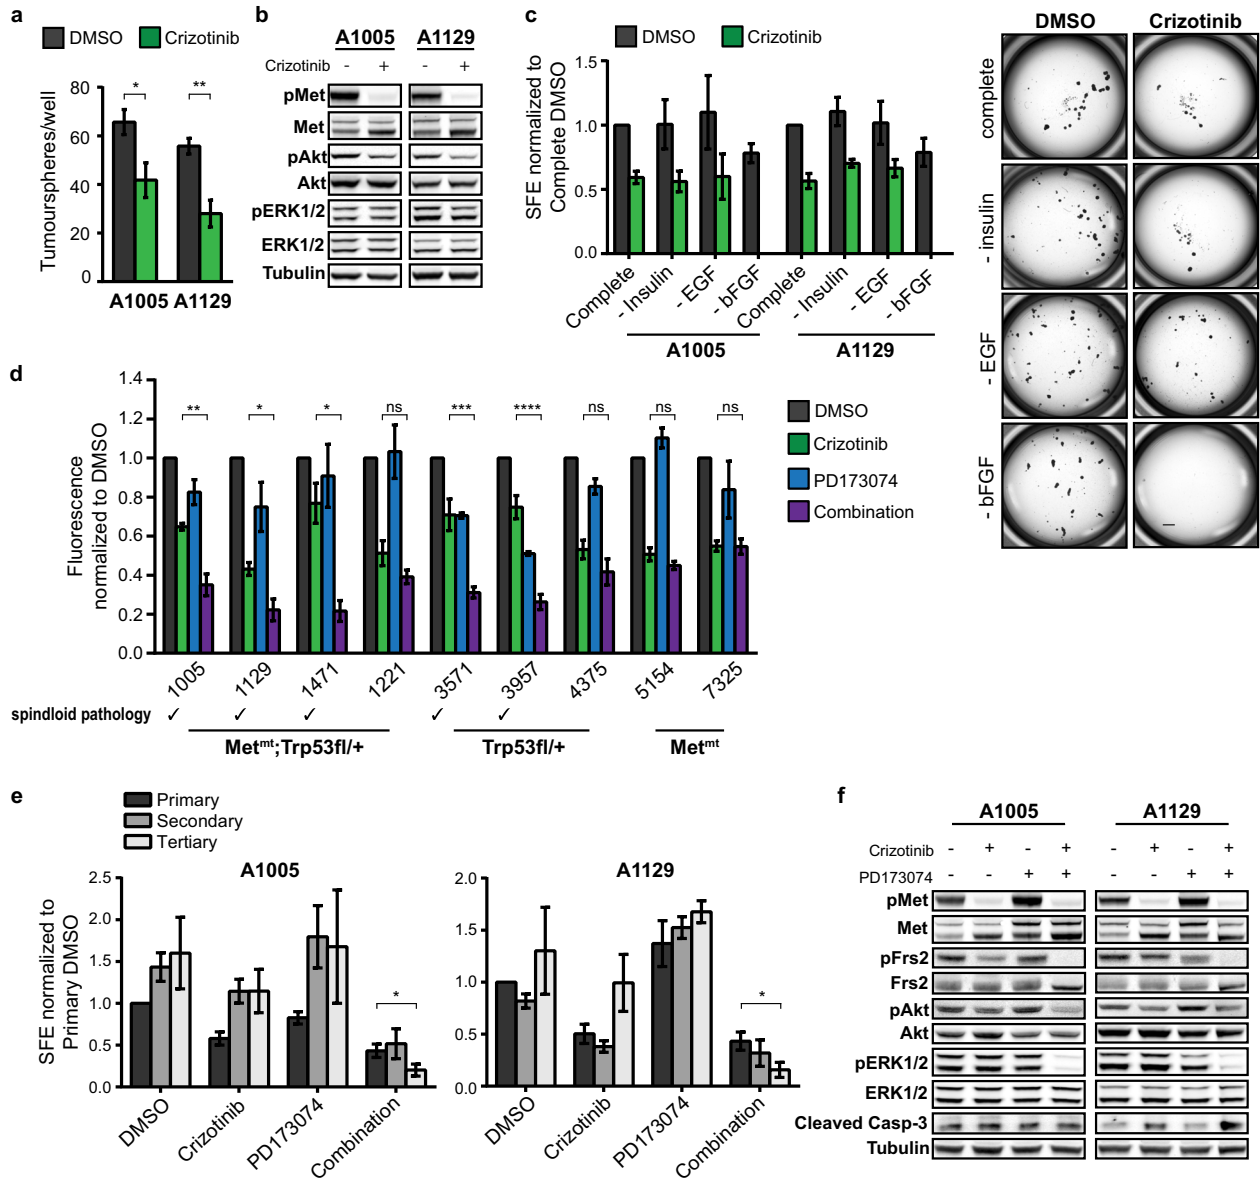 a
DMSO Crizotinib
Tumourspheres/well
80
60
40
20
0
* **
A1005 A1129
b
A1005 A1129
Crizotinib - + - +
pMet
Met
pAkt
Akt
pERK1/2
ERK1/2
Tubulin
c
DMSO Crizotinib
SFE normalized to
Complete DMSO
1.5
1.0
0.5
0.0
Complete - Insulin - EGF - bFGF Complete - Insulin - EGF - bFGF
A1005 A1129
DMSO Crizotinib
complete
- insulin
- EGF
- bFGF
d
Fluorescence
normalized to DMSO
1.4
1.2
1.0
0.8
0.6
0.4
0.2
0.0
** * * ns *** **** ns ns ns
DMSO
Crizotinib
PD173074
Combination
1005 1129 1471 1221 3571 3957 4375 5154 7325
spindloid pathology ✓ ✓ ✓ ✓ ✓
Metmt;Trp53fl/+ Trp53fl/+ Metmt
e
Primary
Secondary
Tertiary
SFE normalized to
Primary DMSO
A1005
2.5
2.0
1.5
1.0
0.5
0.0
*
DMSO Crizotinib PD173074 Combination
A1129
2.0
1.5
1.0
0.5
0.0
*
DMSO Crizotinib PD173074 Combination
f
A1005 A1129
Crizotinib - + - + - + - +
PD173074 - - + + - - + +
pMet
Met
pFrs2
Frs2
pAkt
Akt
pERK1/2
ERK1/2
Cleaved Casp-3
Tubulin